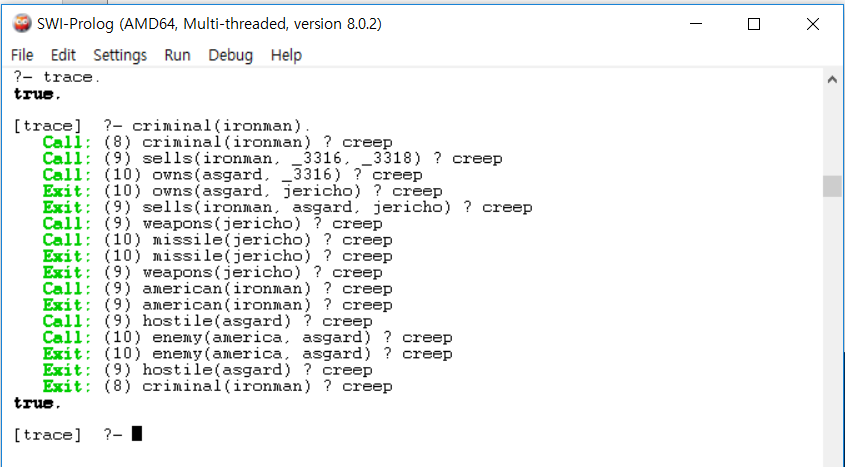 SWI-Prolog (AMD64, Multi-threaded, version 8.0.2)
File Edit Settings Run Debug Help
?- trace.
true.
[trace]  ?- criminal(ironman).
Call: (8) criminal(ironman) ? creep
Call: (9) sells(ironman, _3316, _3318) ? creep
Call: (10) owns(asgard, _3316) ? creep
Exit: (10) owns(asgard, jericho) ? creep
Exit: (9) sells(ironman, asgard, jericho) ? creep
Call: (9) weapons(jericho) ? creep
Call: (10) missile(jericho) ? creep
Exit: (10) missile(jericho) ? creep
Exit: (9) weapons(jericho) ? creep
Call: (9) american(ironman) ? creep
Exit: (9) american(ironman) ? creep
Call: (9) hostile(asgard) ? creep
Call: (10) enemy(america, asgard) ? creep
Exit: (10) enemy(america, asgard) ? creep
Exit: (9) hostile(asgard) ? creep
Exit: (8) criminal(ironman) ? creep
true.
[trace]  ?-